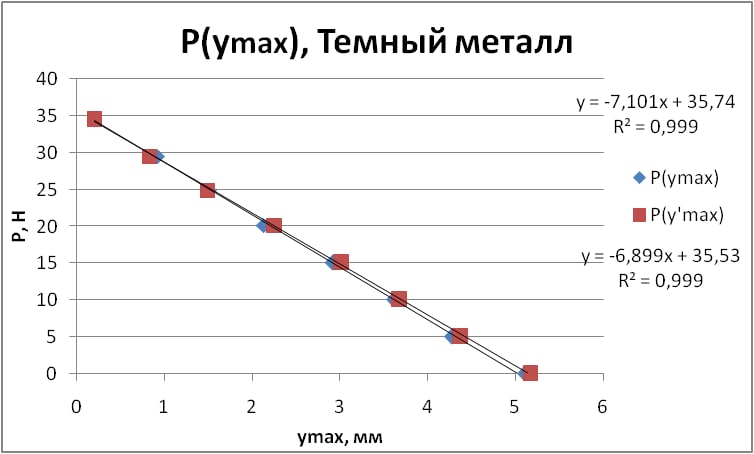 P(ymax), Темный металл
40
35
30
25
20
15
10
5
0
P, Н
0 1 2 3 4 5 6
ymax, мм
y = -7,101x + 35,74
R² = 0,999
P(ymax)
P(y'max)
y = -6,899x + 35,53
R² = 0,999